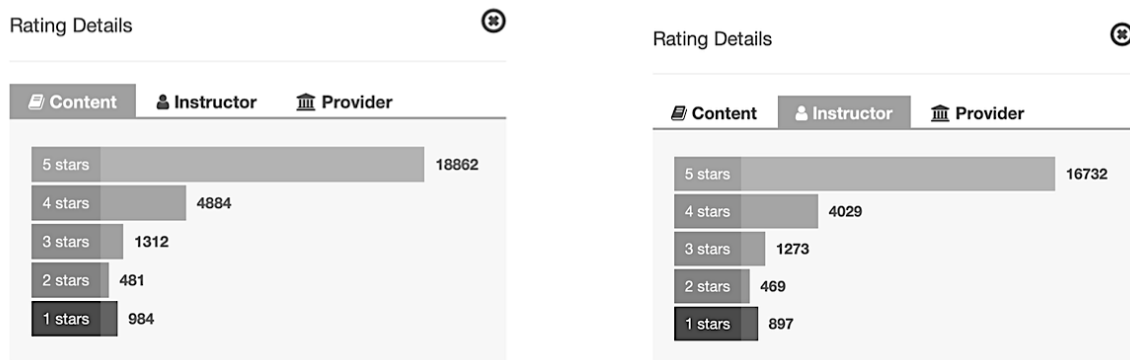 Rating Details
Content Instructor Provider
5 stars 18862
4 stars 4884
3 stars 1312
2 stars 481
1 stars 984
Rating Details
Content Instructor Provider
5 stars 16732
4 stars 4029
3 stars 1273
2 stars 469
1 stars 897